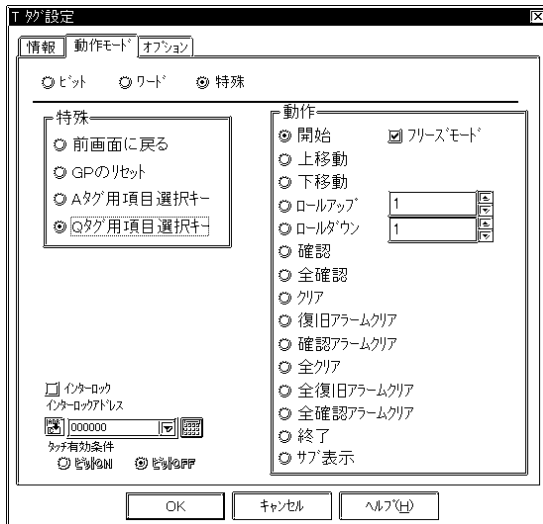 T ﾀｸﾞ設定
情報 動作ﾓｰﾄﾞ ｵﾌﾟｼｮﾝ
ﾋﾞｯﾄ ﾜｰﾄﾞ 特殊
特殊
前画面に戻る
GPのﾘｾｯﾄ
Aﾀｸﾞ用項目選択ｷｰ
Qﾀｸﾞ用項目選択ｷｰ
動作
開始 ﾌﾘｰｽﾞﾓｰﾄﾞ
上移動
下移動
ﾛｰﾙｱｯﾌﾟ 1
ﾛｰﾙﾀﾞｳﾝ 1
確認
全確認
ｸﾘｱ
復旧ｱﾗｰﾑｸﾘｱ
確認ｱﾗｰﾑｸﾘｱ
全ｸﾘｱ
全復旧ｱﾗｰﾑｸﾘｱ
全確認ｱﾗｰﾑｸﾘｱ
終了
ｻﾌﾞ表示
ｲﾝﾀｰﾛｯｸ
ｲﾝﾀｰﾛｯｸｱﾄﾞﾚｽ
000000
ﾀｯﾁ有効条件
ﾋﾞｯﾄON ﾋﾞｯﾄOFF
OK ｷｬﾝｾﾙ ﾍﾙﾌﾟ(H)